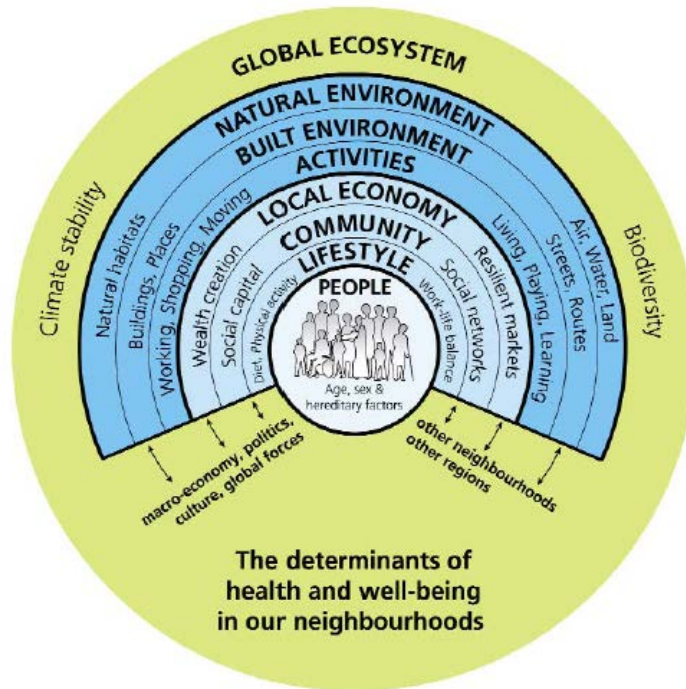 GLOBAL ECOSYSTEM
NATURAL ENVIRONMENT
BUILT ENVIRONMENT
ACTIVITIES
LOCAL ECONOMY
COMMUNITY
LIFESTYLE
PEOPLE
Age, sex &
hereditary factors
Climate stability
Natural habitats
Buildings, Places
Working, Shopping, Moving
Wealth creation
Social capital
Diet, Physical activity
Work-life balance
Social networks
Resilient markets
Living, Playing, Learning
Streets, Routes
Air, Water, Land
Biodiversity
macro-economy, politics,
culture, global forces
other neighbourhoods
other regions
The determinants of
health and well-being
in our neighbourhoods